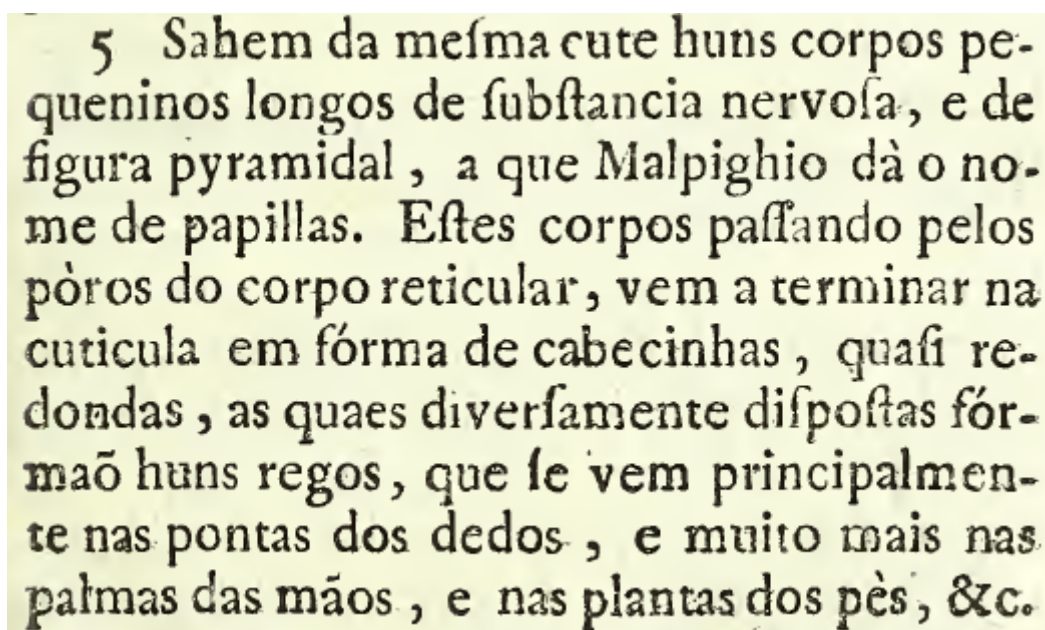 5 Sahem da meſma cute huns corpos pe-
queninos longos de ſubſtancia nervoſa, e de
figura pyramidal, a que Malpighio dà o no-
me de papillas. Eſtes corpos paſſando pelos
pòros do corpo reticular, vem a terminar na
cuticula em fórma de cabecinhas, quaſi re-
dondas, as quaes diverſamente diſpoſtas fór-
maõ huns regos, que ſe vem principalmen-
te nas pontas dos dedos, e muito mais nas
palmas das mãos, e nas plantas dos pès, &c.